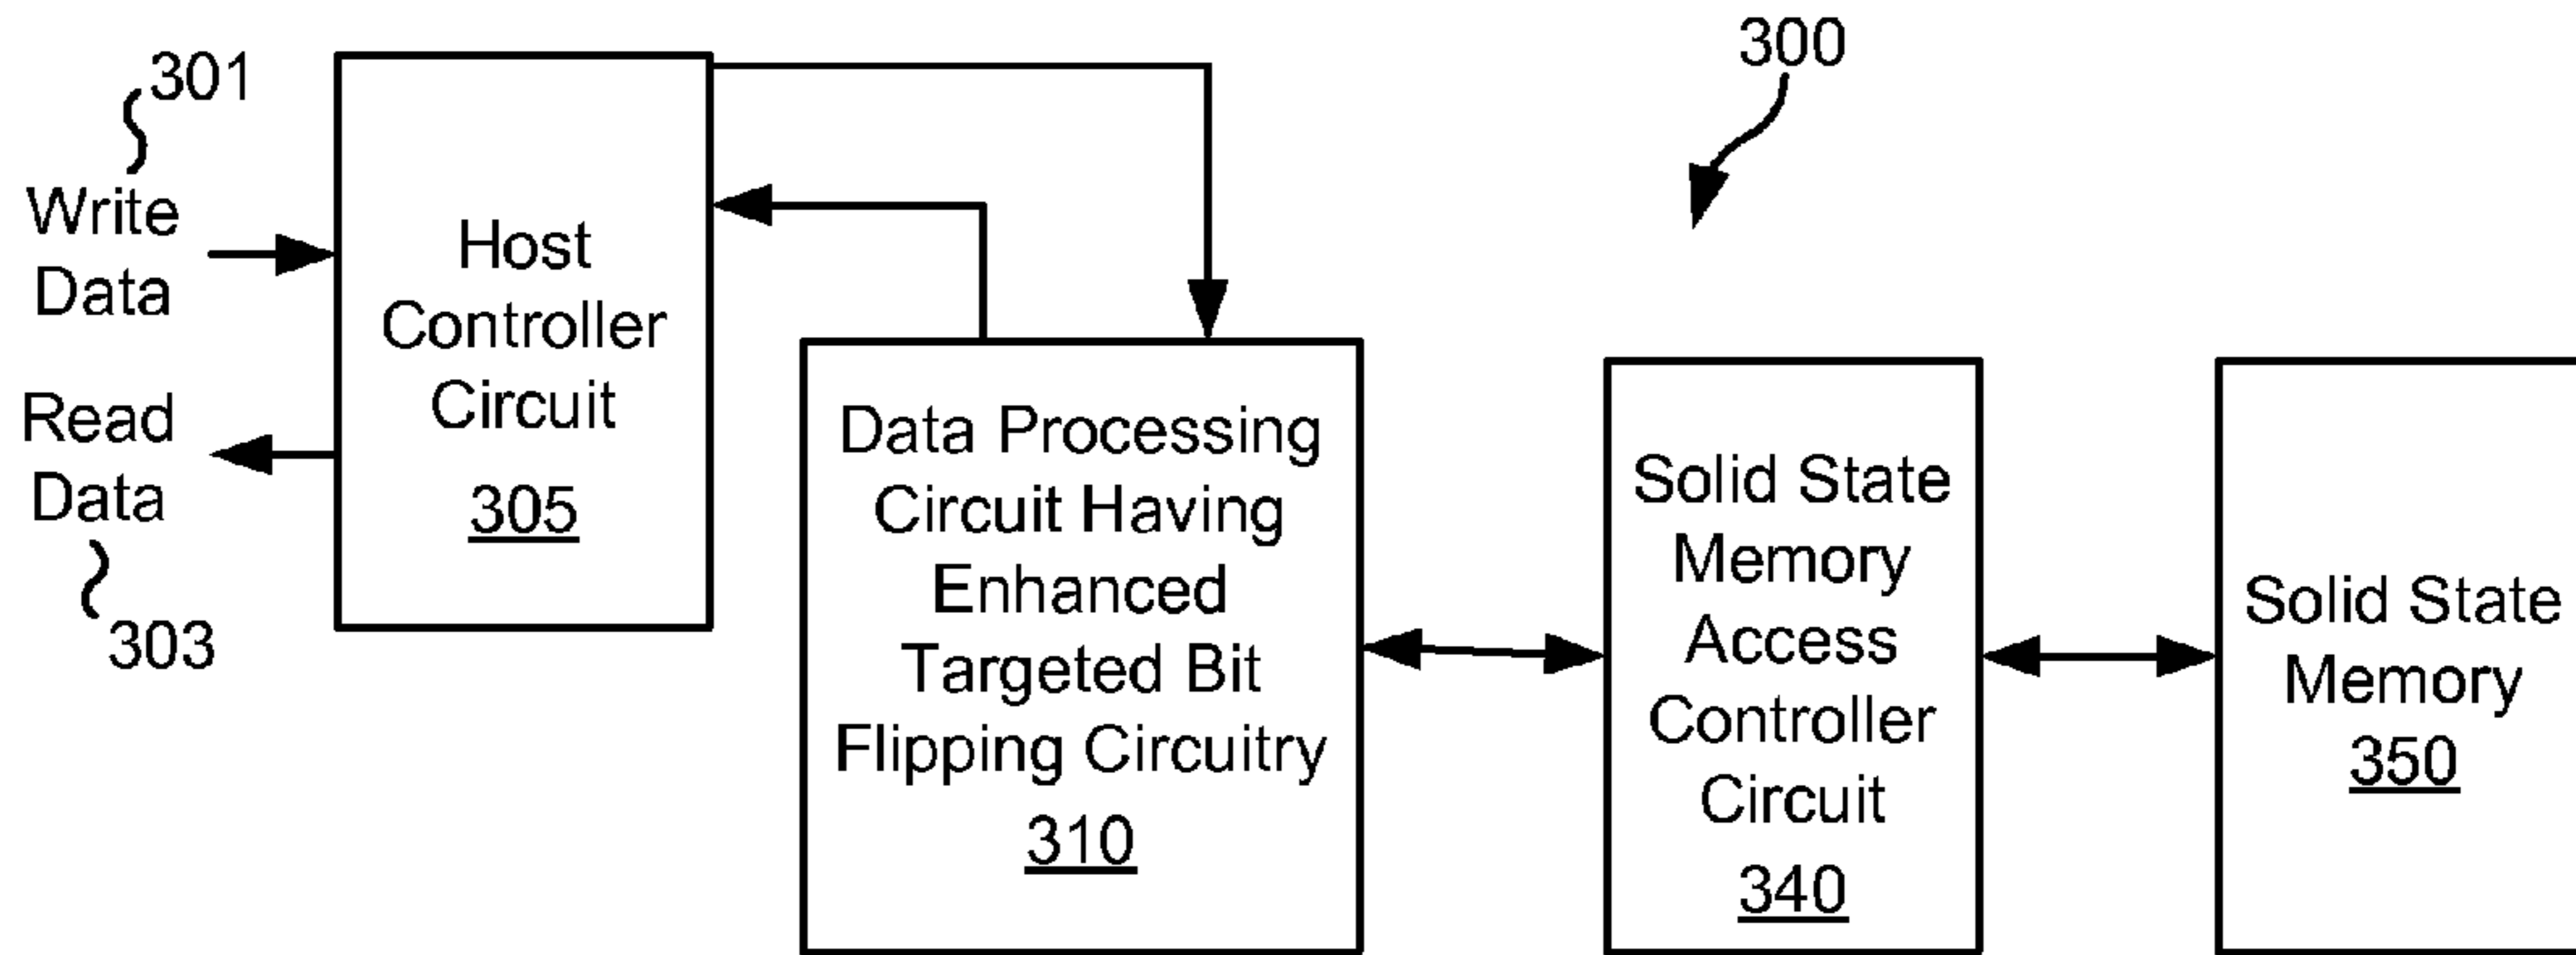 301
Write
Data
Read
Data
303
Host
Controller
Circuit
305
300
Data Processing
Circuit Having
Enhanced
Targeted Bit
Flipping Circuitry
310
Solid State
Memory
Access
Controller
Circuit
340
Solid State
Memory
350